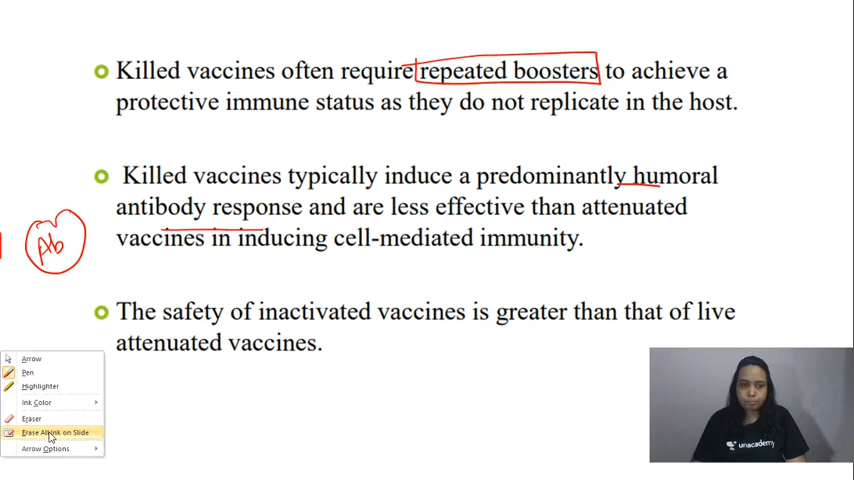 Killed vaccines often require repeated boosters to achieve a
protective immune status as they do not replicate in the host.
Killed vaccines typically induce a predominantly humoral
antibody response and are less effective than attenuated
vaccines in inducing cell-mediated immunity.
Ab
The safety of inactivated vaccines is greater than that of live
attenuated vaccines.
Arrow
Pen
Highlighter
Ink Color
Eraser
Erase All Ink on Slide
Arrow Options
unacademy